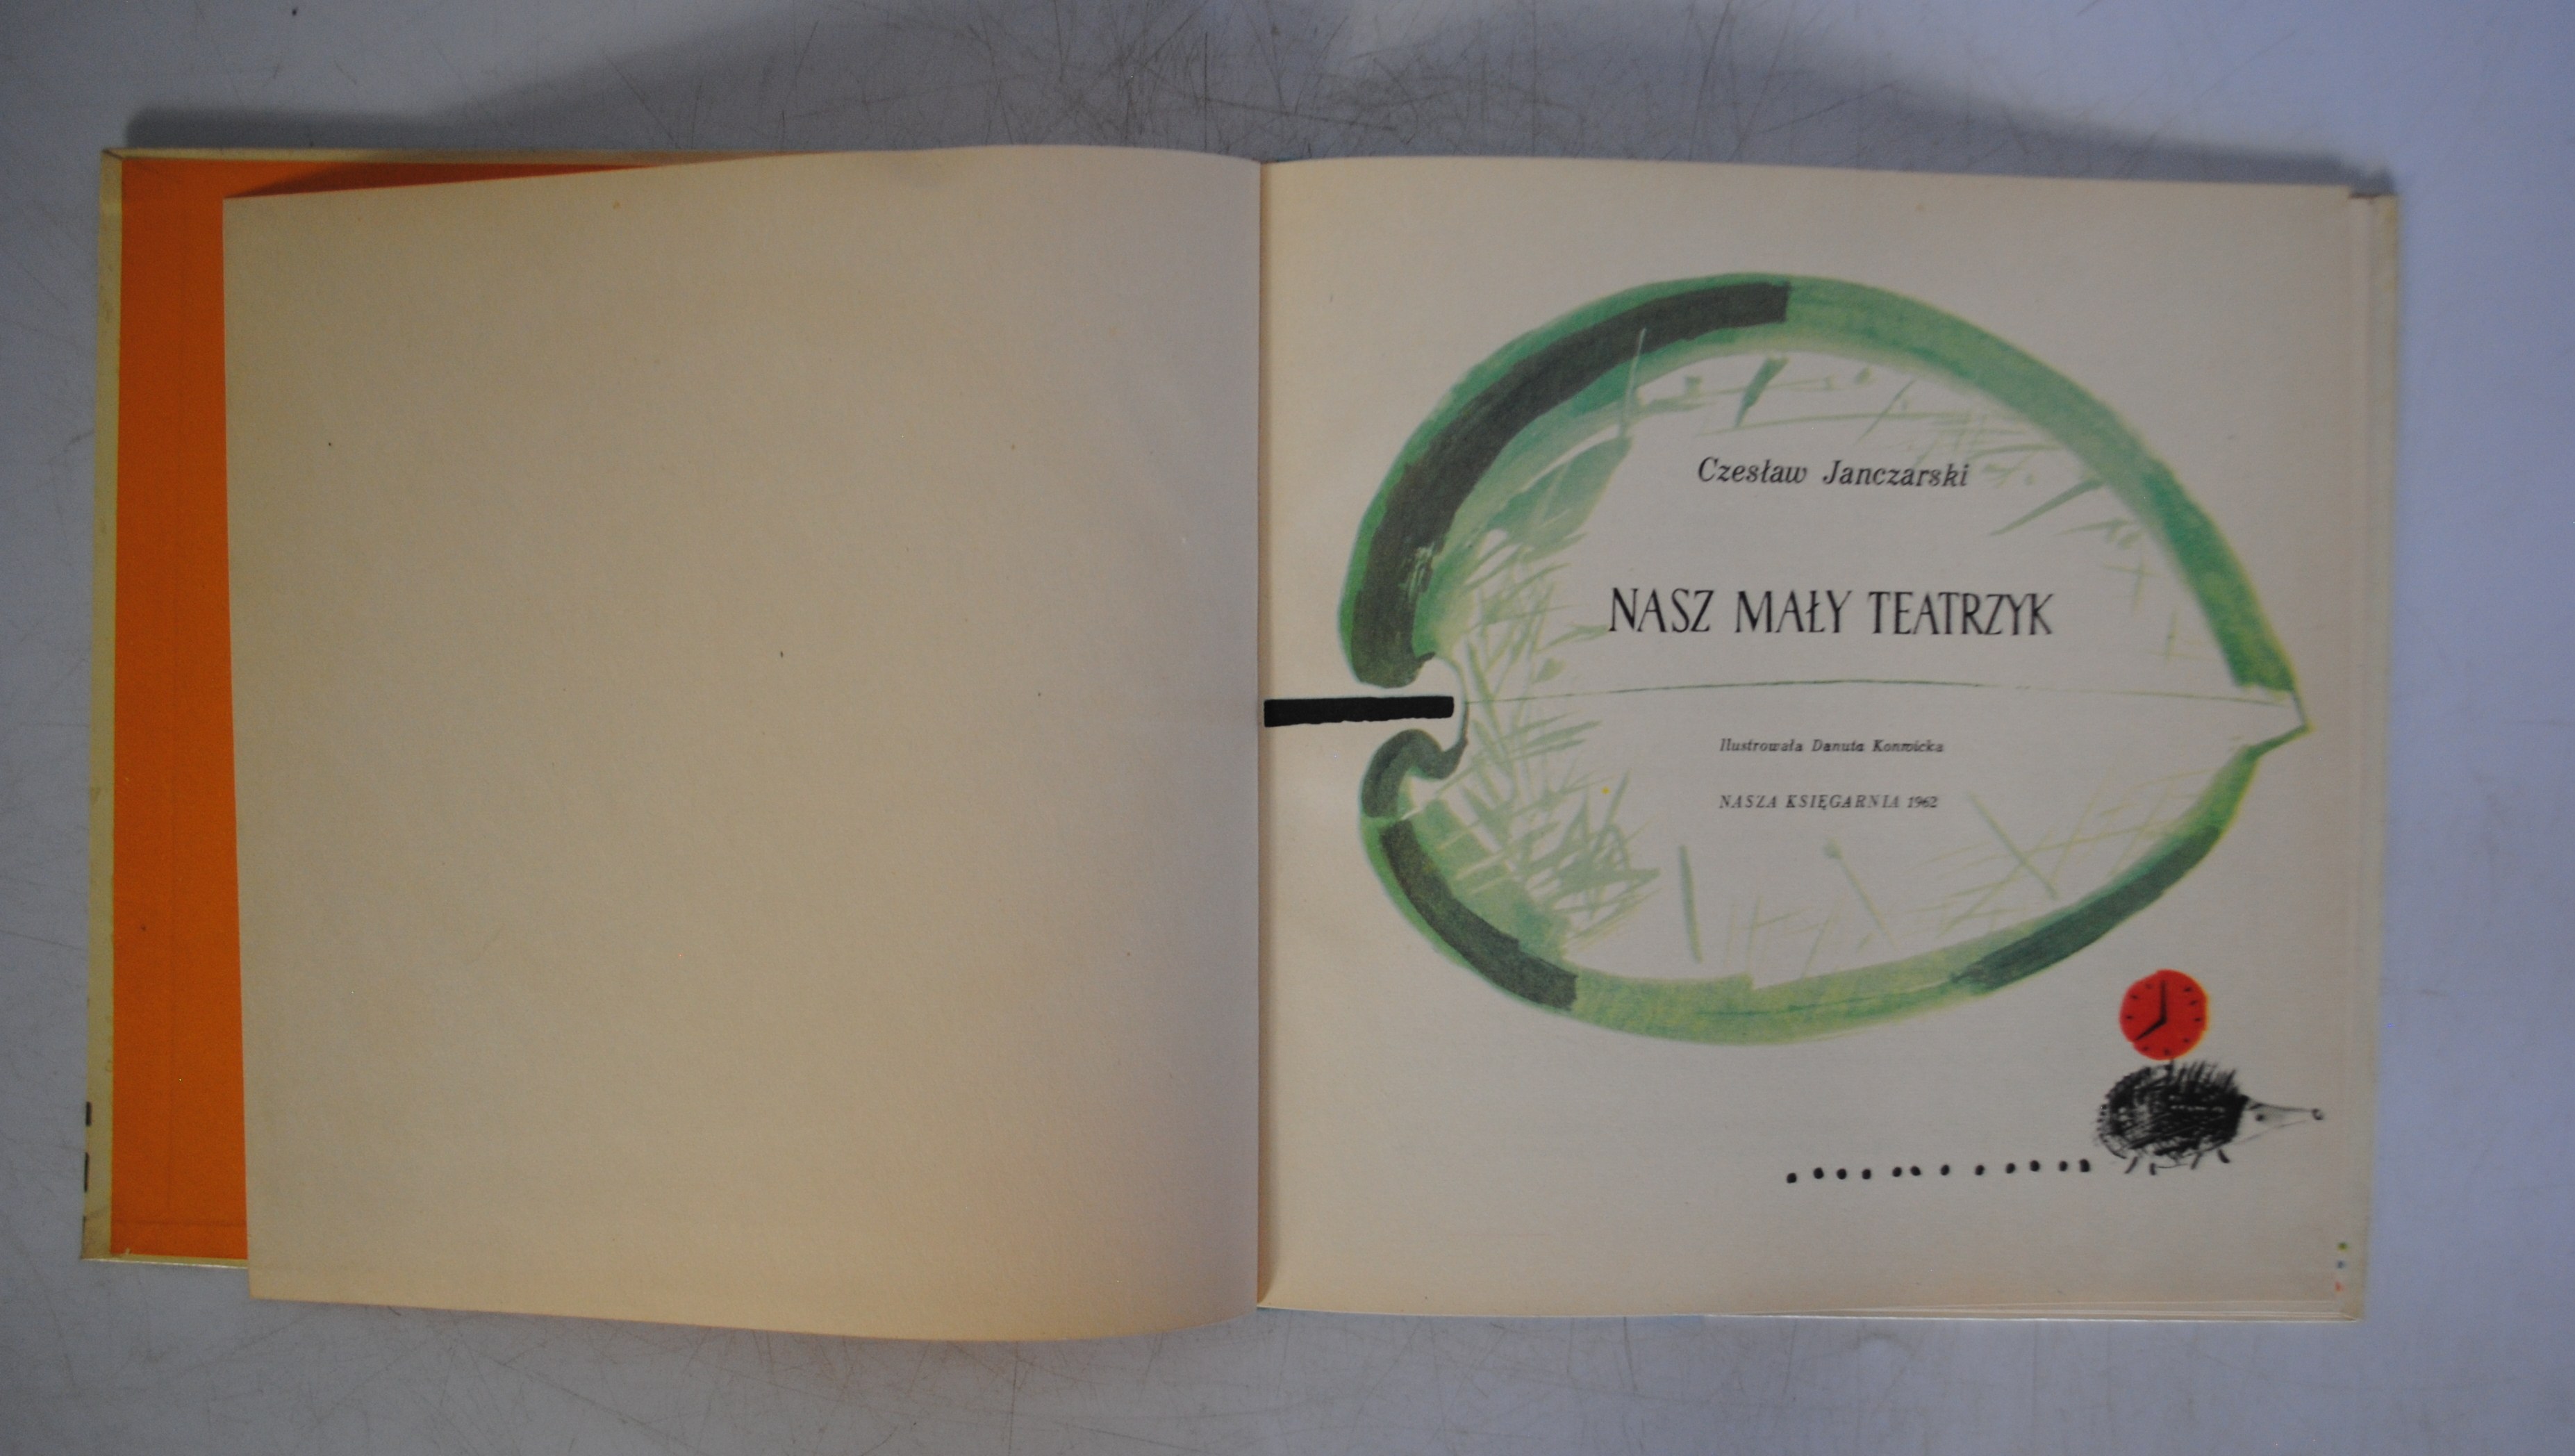 Czesław Janczarski
NASZ MAŁY TEATRZYK
Ilustrowała Danuta Konwicka
NASZA KSIĘGARNIA 1962